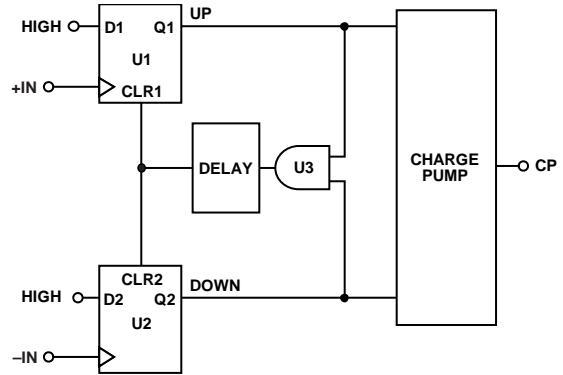 UP
HIGH
D1
Q1
U1
+IN
CLR1
DELAY
U3
CHARGE
PUMP
CP
CLR2
DOWN
HIGH
D2
Q2
U2
–IN